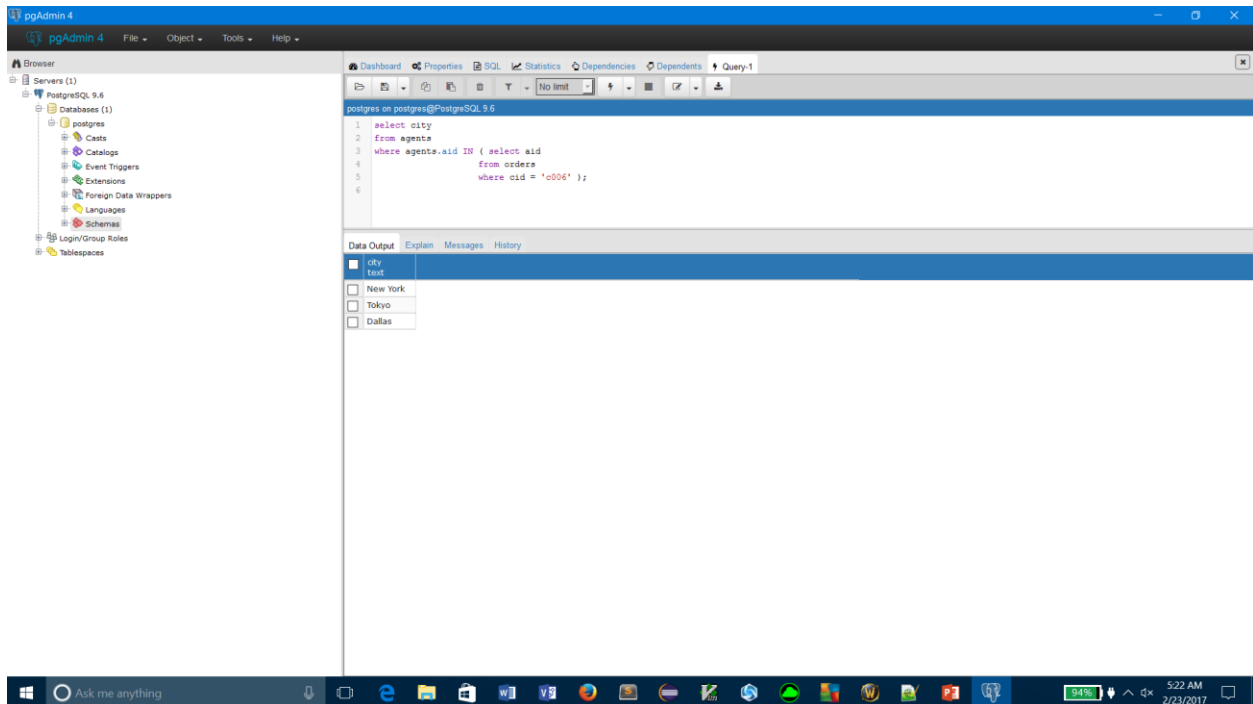 pgAdmin 4
pgAdmin 4 File Object Tools Help
Browser
Servers (1)
PostgreSQL 9.6
Databases (1)
postgres
Casts
Catalogs
Event Triggers
Extensions
Foreign Data Wrappers
Languages
Schemas
Login/Group Roles
Tablespaces
Dashboard Properties SQL Statistics Dependencies Dependents Query-1
No limit
postgres on postgres@PostgreSQL 9.6
1 select city
2 from agents
3 where agents.aid IN ( select aid
4 from orders
5 where cid = 'c006' );
6
Data Output Explain Messages History
city
text
New York
Tokyo
Dallas
Ask me anything
94%
5:22 AM
2/23/2017